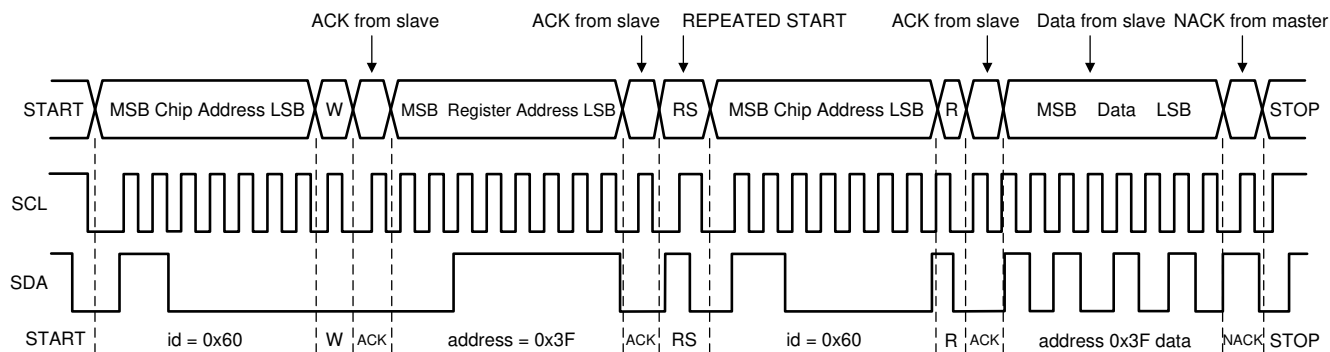 ACK from slave ACK from slave REPEATED START ACK from slave Data from slave NACK from master
START MSB Chip Address LSB W MSB Register Address LSB RS MSB Chip Address LSB R MSB Data LSB STOP
SCL
SDA
START id = 0x60 W ACK address = 0x3F ACK RS id = 0x60 R ACK address 0x3F data NACK STOP